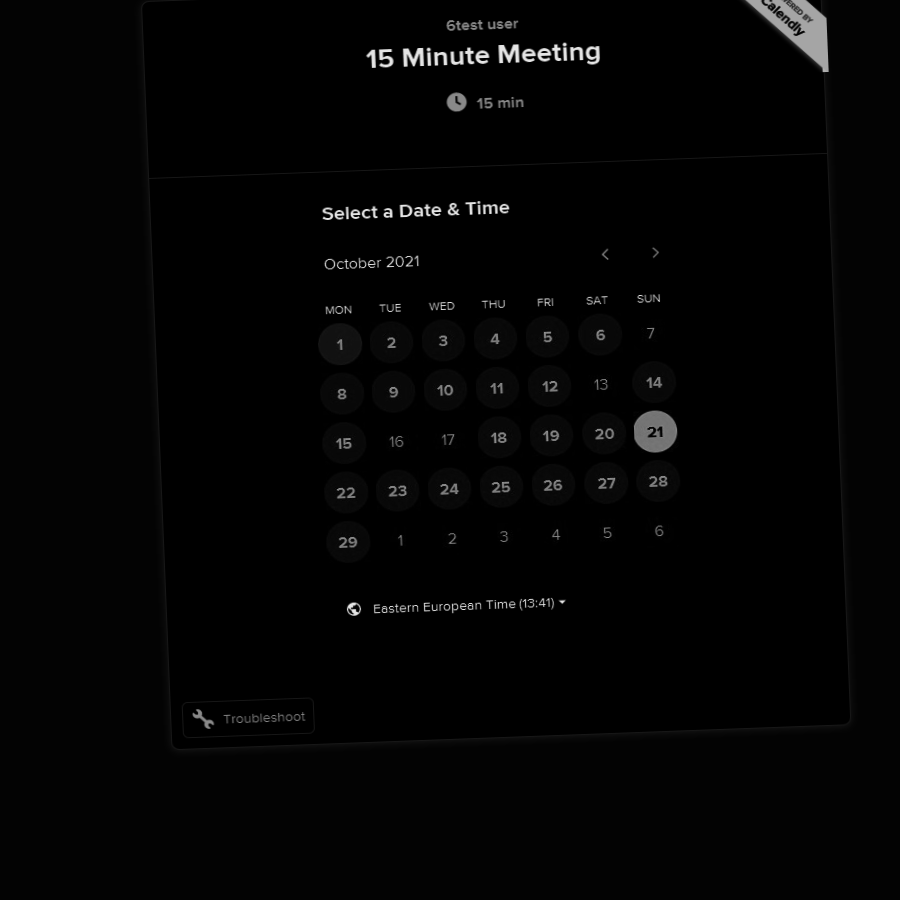 6test user
15 Minute Meeting
15 min
Calendly
Select a Date & Time
October 2021
MON TUE WED THU FRI SAT SUN
1 2 3 4 5 6 7
8 9 10 11 12 13 14
15 16 17 18 19 20 21
22 23 24 25 26 27 28
29 1 2 3 4 5 6
Eastern European Time (13:41)
Troubleshoot